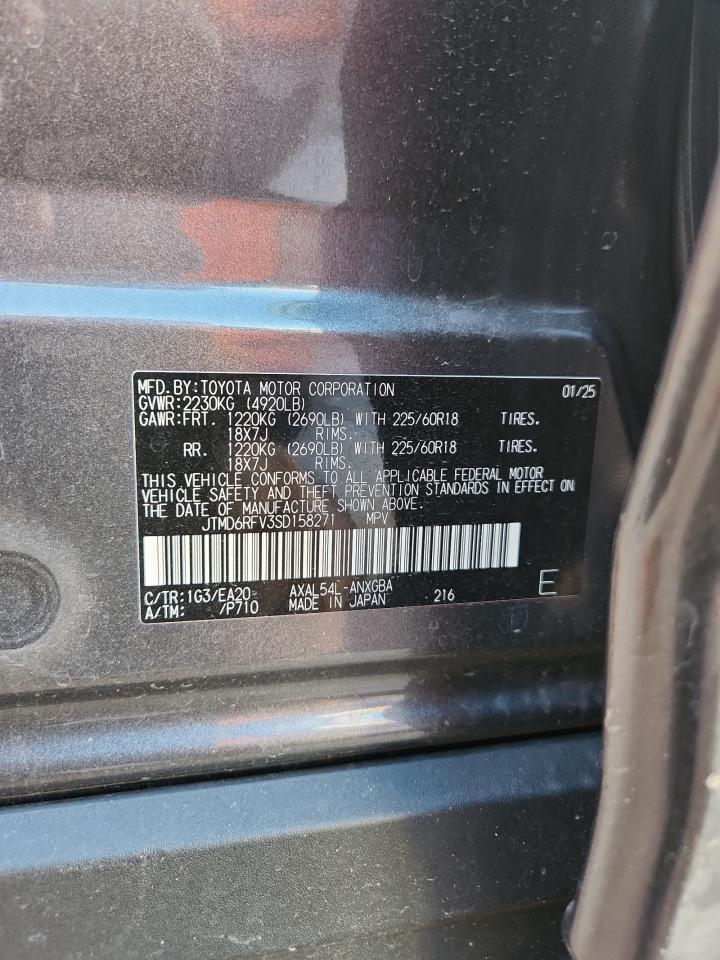 MFD. BY: TOYOTA MOTOR CORPORATION 01/25
GVWR: 2230KG (4920LB)
GAWR: FRT. 1220KG (2690LB) WITH 225/60R18 TIRES.
18X7J RIMS.
RR. 1220KG (2690LB) WITH 225/60R18 TIRES.
18X7J RIMS.
THIS VEHICLE CONFORMS TO ALL APPLICABLE FEDERAL MOTOR
VEHICLE SAFETY AND THEFT PREVENTION STANDARDS IN EFFECT ON
THE DATE OF MANUFACTURE SHOWN ABOVE.
JTMD6RFV3SD158271 MPV
C/TR: 1G3/EA20 AXAL54L-ANXGBA
A/TM: /P710 MADE IN JAPAN 216 E